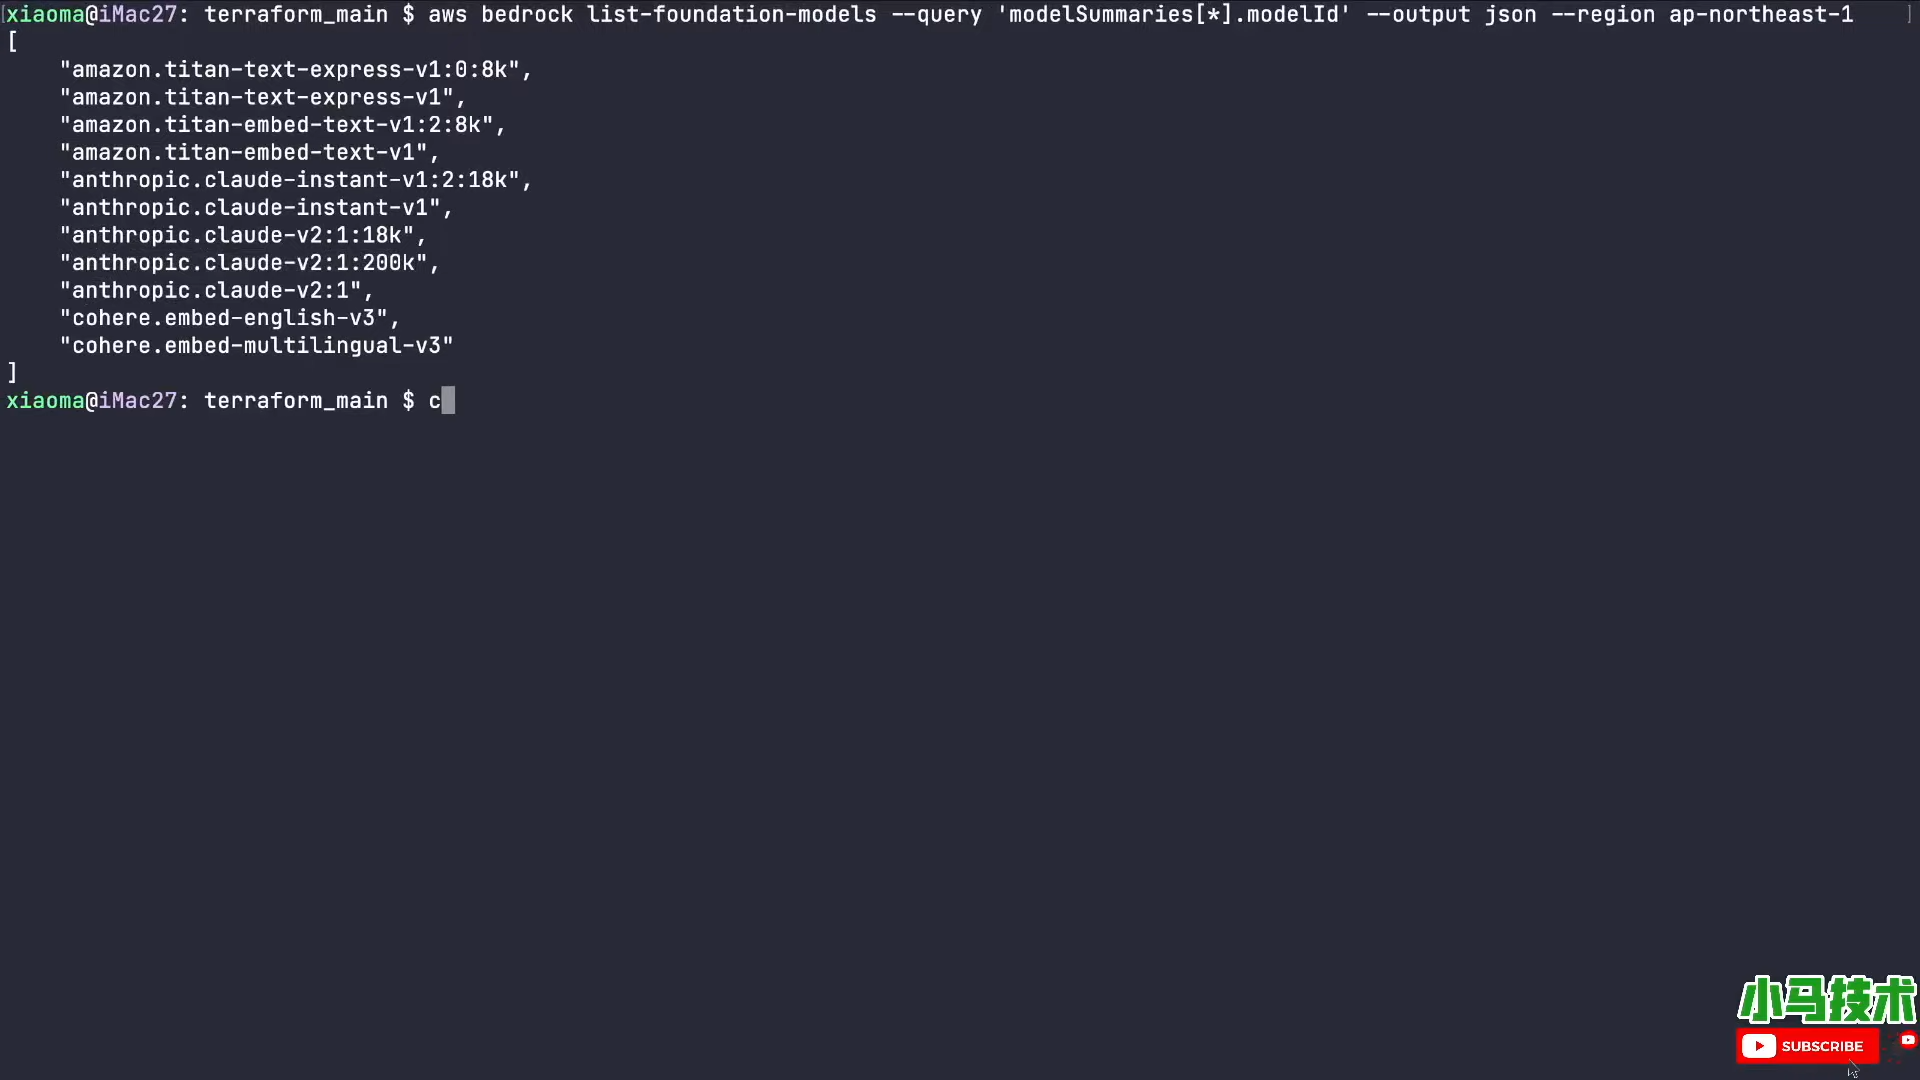 xiaoma@iMac27: terraform_main $ aws bedrock list-foundation-models --query 'modelSummaries[*].modelId' --output json --region ap-northeast-1
[
    "amazon.titan-text-express-v1:0:8k",
    "amazon.titan-text-express-v1",
    "amazon.titan-embed-text-v1:2:8k",
    "amazon.titan-embed-text-v1",
    "anthropic.claude-instant-v1:2:18k",
    "anthropic.claude-instant-v1",
    "anthropic.claude-v2:1:18k",
    "anthropic.claude-v2:1:200k",
    "anthropic.claude-v2:1",
    "cohere.embed-english-v3",
    "cohere.embed-multilingual-v3"
]
xiaoma@iMac27: terraform_main $ c
小马技术
SUBSCRIBE